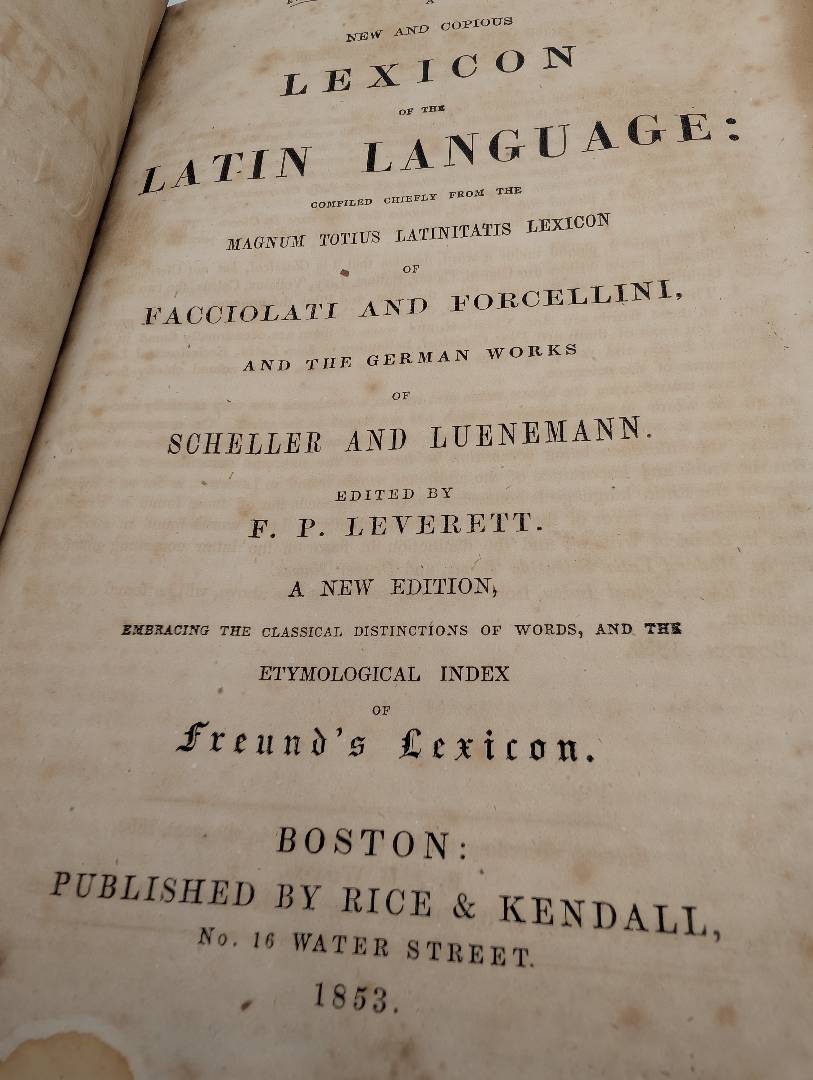 A
NEW AND COPIOUS
LEXICON
OF THE
LATIN LANGUAGE:
COMPILED CHIEFLY FROM THE
MAGNUM TOTIUS LATINITATIS LEXICON
OF
FACCIOLATI AND FORCELLINI,
AND THE GERMAN WORKS
OF
SCHELLER AND LUENEMANN.
EDITED BY
F. P. LEVERETT.
A NEW EDITION,
EMBRACING THE CLASSICAL DISTINCTIONS OF WORDS, AND THE
ETYMOLOGICAL INDEX
OF
Freund's Lexicon.
BOSTON:
PUBLISHED BY RICE & KENDALL,
No. 16 WATER STREET.
1853.